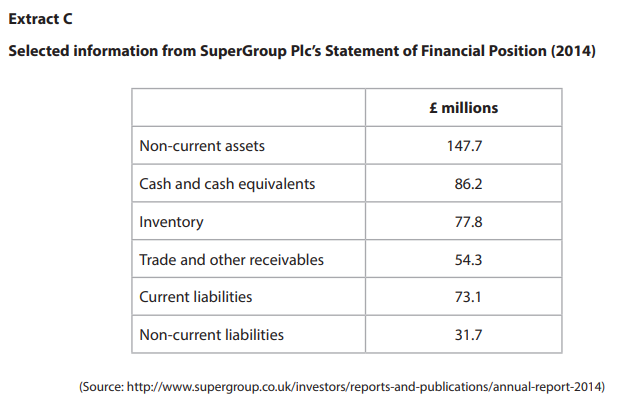 Extract C
Selected information from SuperGroup Plc’s Statement of Financial Position (2014)
£ millions
Non-current assets 147.7
Cash and cash equivalents 86.2
Inventory 77.8
Trade and other receivables 54.3
Current liabilities 73.1
Non-current liabilities 31.7
(Source: http://www.supergroup.co.uk/investors/reports-and-publications/annual-report-2014)